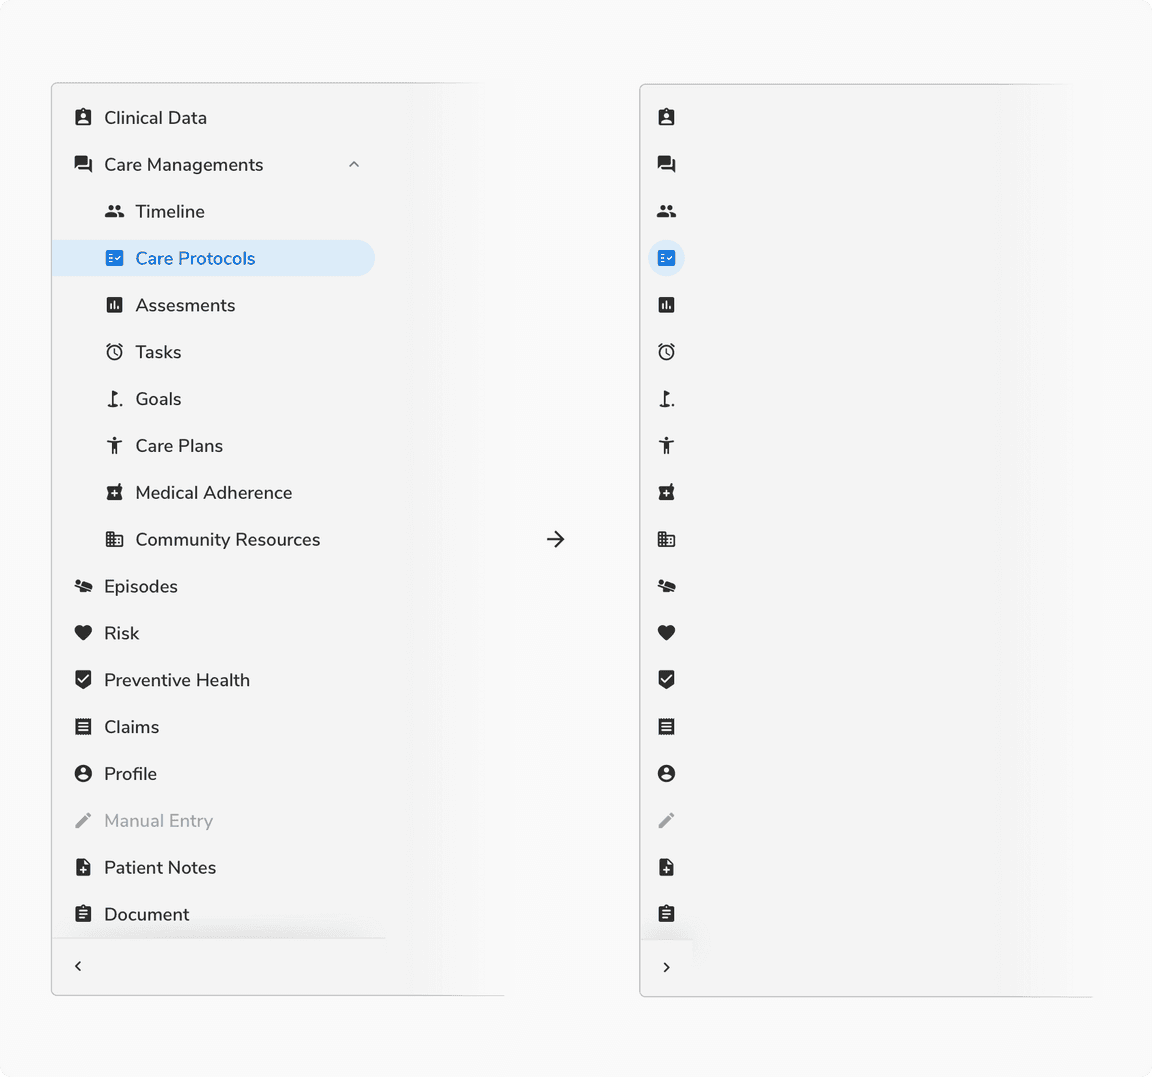 Clinical Data
Care Managements
Timeline
Care Protocols
Assesments
Tasks
Goals
Care Plans
Medical Adherence
Community Resources
Episodes
Risk
Preventive Health
Claims
Profile
Manual Entry
Patient Notes
Document